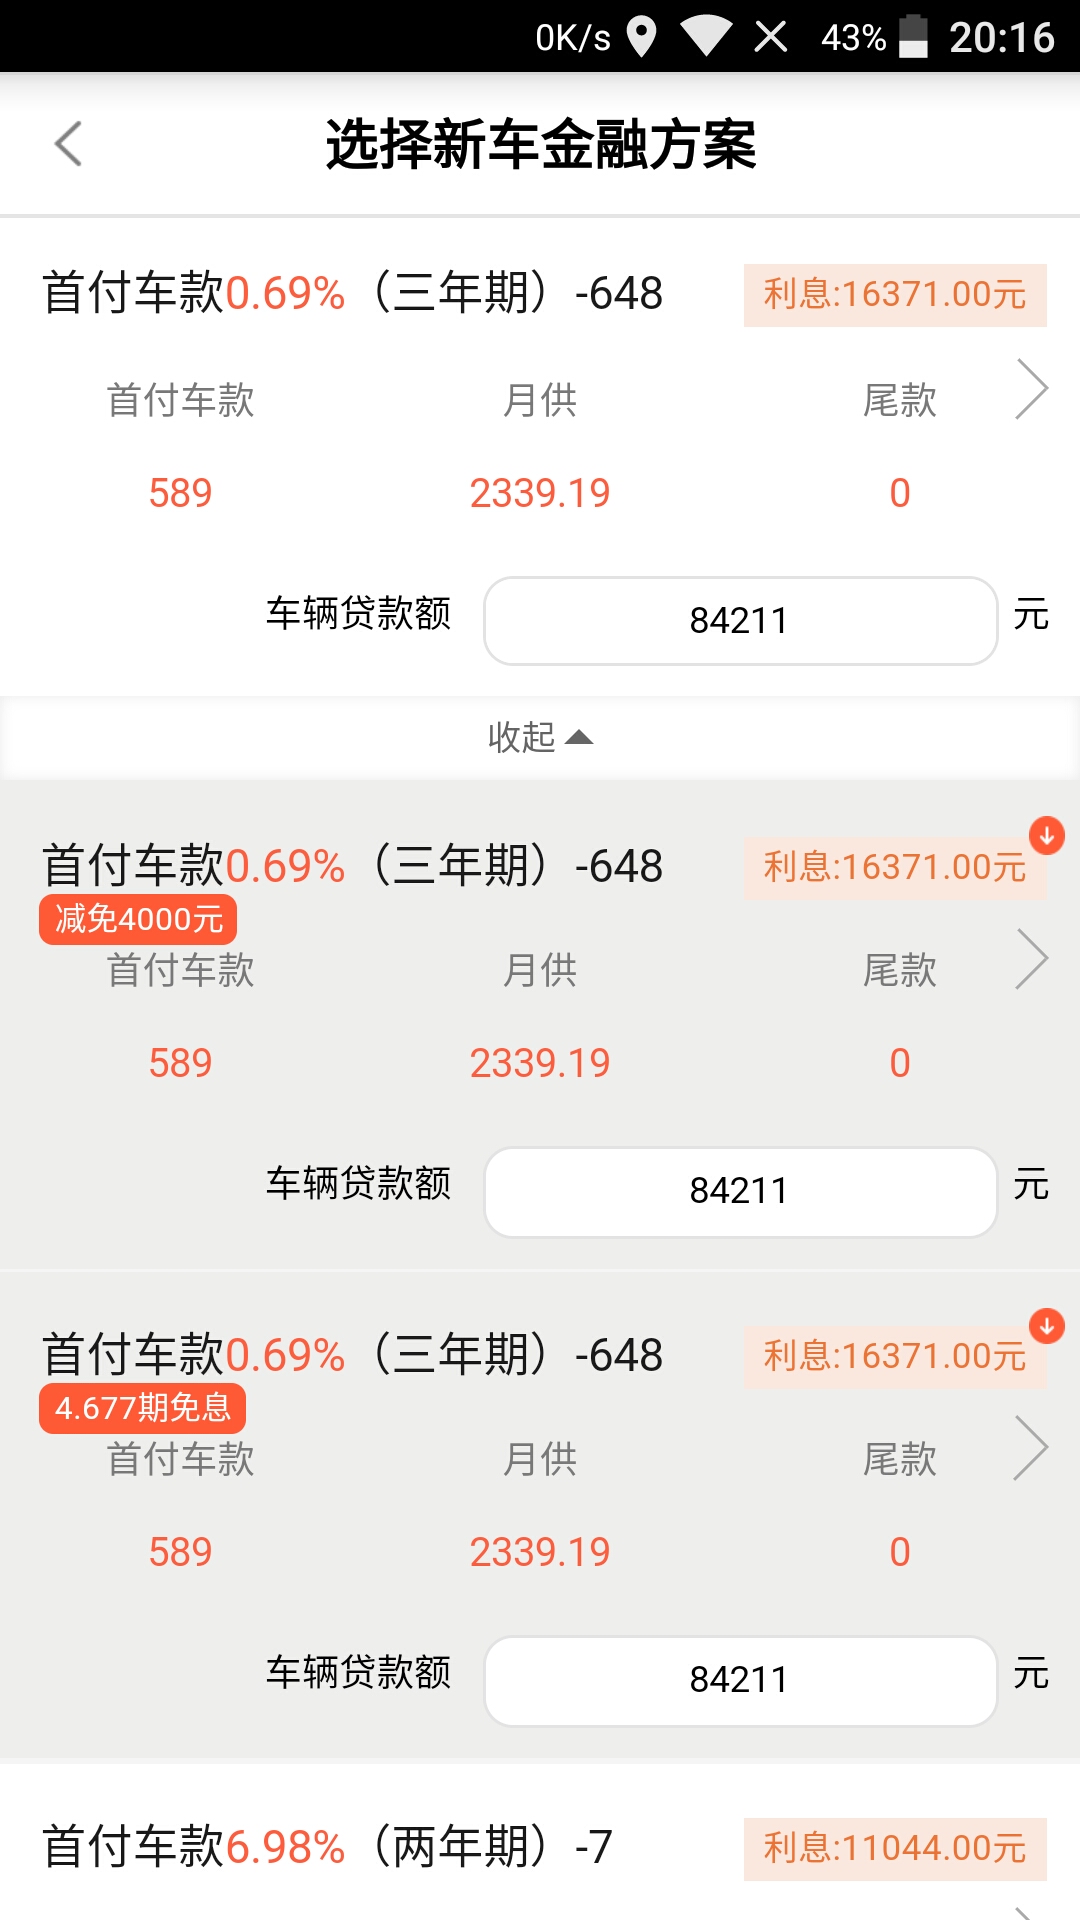 0K/s 43% 20:16
选择新车金融方案
首付车款0.69%（三年期）-648 利息:16371.00元
首付车款 月供 尾款
589 2339.19 0
车辆贷款额 84211 元
收起
首付车款0.69%（三年期）-648 利息:16371.00元
减免4000元
首付车款 月供 尾款
589 2339.19 0
车辆贷款额 84211 元
首付车款0.69%（三年期）-648 利息:16371.00元
4.677期免息
首付车款 月供 尾款
589 2339.19 0
车辆贷款额 84211 元
首付车款6.98%（两年期）-7 利息:11044.00元